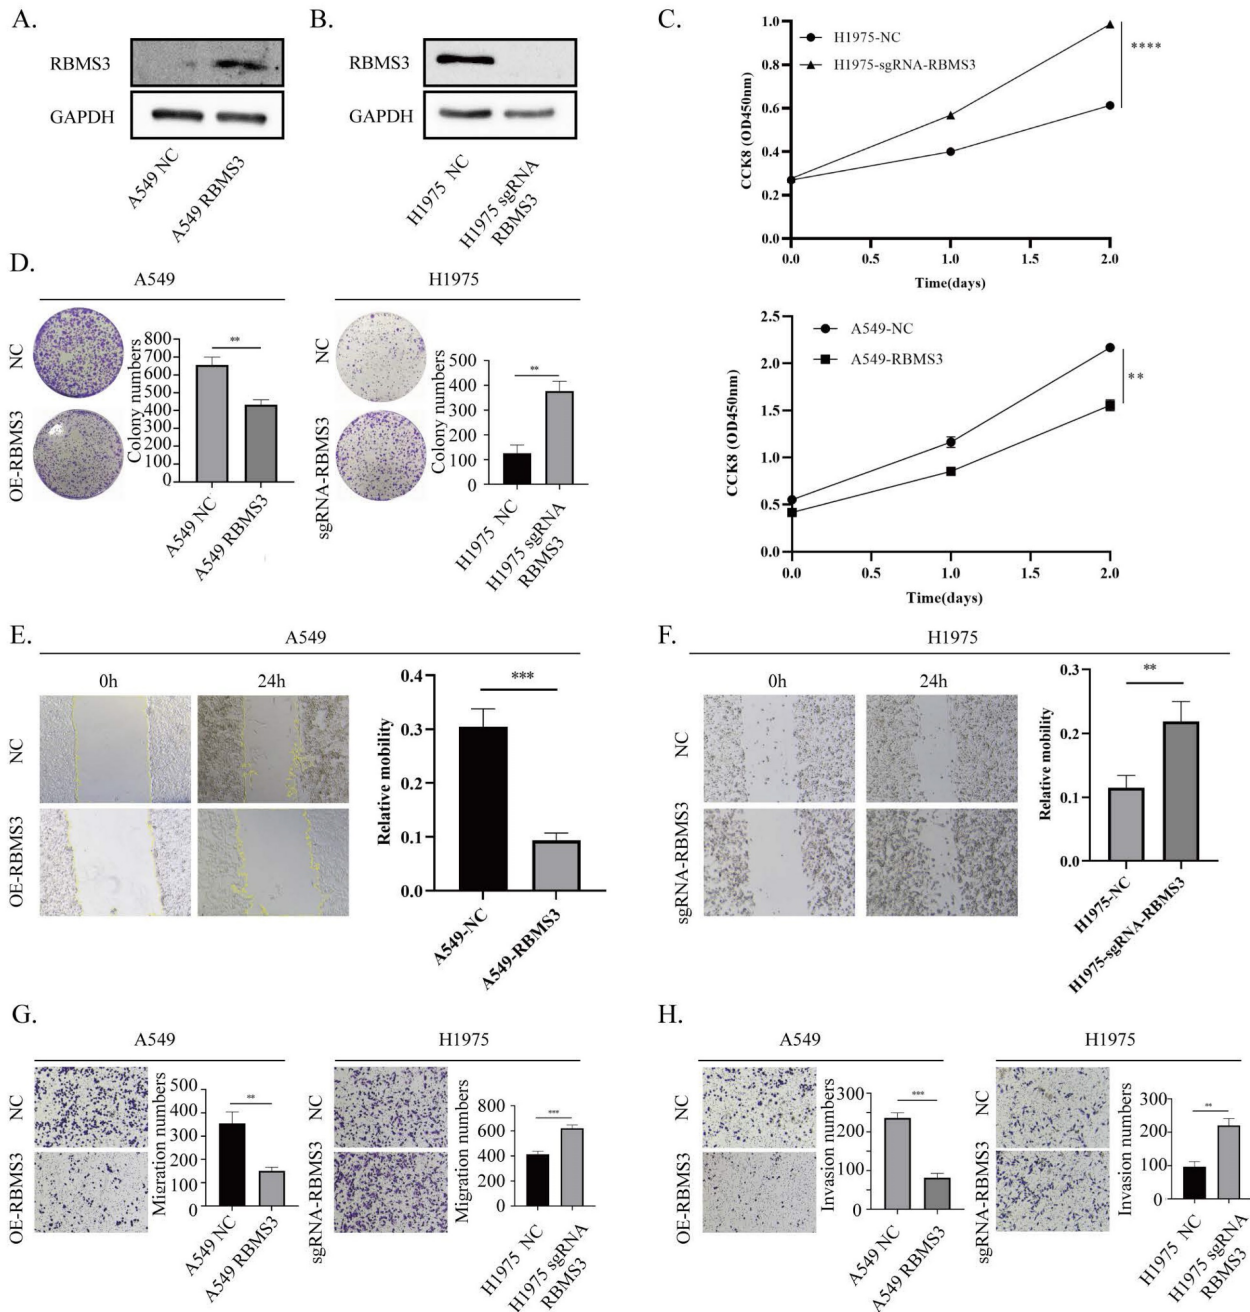 A.
RBMS3
GAPDH
A549 NC
A549 RBMS3
B.
RBMS3
GAPDH
H1975 NC
H1975 sgRNA
RBMS3
C.
1.0
0.8
0.6
0.4
0.2
0.0
CCK8 (OD450nm)
H1975-NC
H1975-sgRNA-RBMS3
****
0.0
0.5
1.0
1.5
2.0
Time(days)
2.5
2.0
1.5
1.0
0.5
0.0
CCK8 (OD450nm)
A549-NC
A549-RBMS3
**
0.0
0.5
1.0
1.5
2.0
Time(days)
D.
A549
NC
OE-RBMS3
Colony numbers
800
700
600
500
400
300
200
100
0
**
A549 NC
A549 RBMS3
H1975
NC
sgRNA-RBMS3
Colony numbers
500
400
300
200
100
0
**
H1975 NC
H1975 sgRNA
RBMS3
E.
A549
0h
24h
NC
OE-RBMS3
Relative mobility
0.4
0.3
0.2
0.1
0.0
***
A549-NC
A549-RBMS3
F.
H1975
0h
24h
NC
sgRNA-RBMS3
Relative mobility
0.3
0.2
0.1
0.0
**
H1975-NC
H1975-sgRNA-RBMS3
G.
A549
NC
OE-RBMS3
Migration numbers
500
400
300
200
100
0
**
A549 NC
A549 RBMS3
H1975
NC
sgRNA-RBMS3
Migration numbers
800
600
400
200
0
***
H1975 NC
H1975 sgRNA
RBMS3
H.
A549
NC
OE-RBMS3
Invasion numbers
300
200
100
0
***
A549 NC
A549 RBMS3
H1975
NC
sgRNA-RBMS3
Invasion numbers
300
200
100
0
**
H1975 NC
H1975 sgRNA
RBMS3